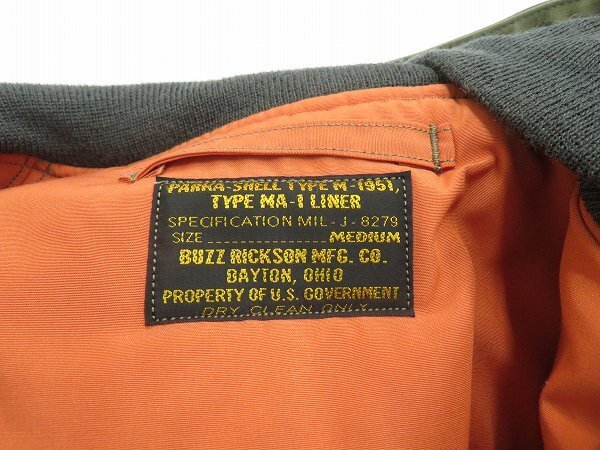 PARKA-SHELL TYPE M-1951,
TYPE MA-1 LINER
SPECIFICATION MIL-J-8279
SIZE MEDIUM
BUZZ RICKSON MFG. CO.
DAYTON, OHIO
PROPERTY OF U.S. GOVERNMENT
DRY CLEAN ONLY